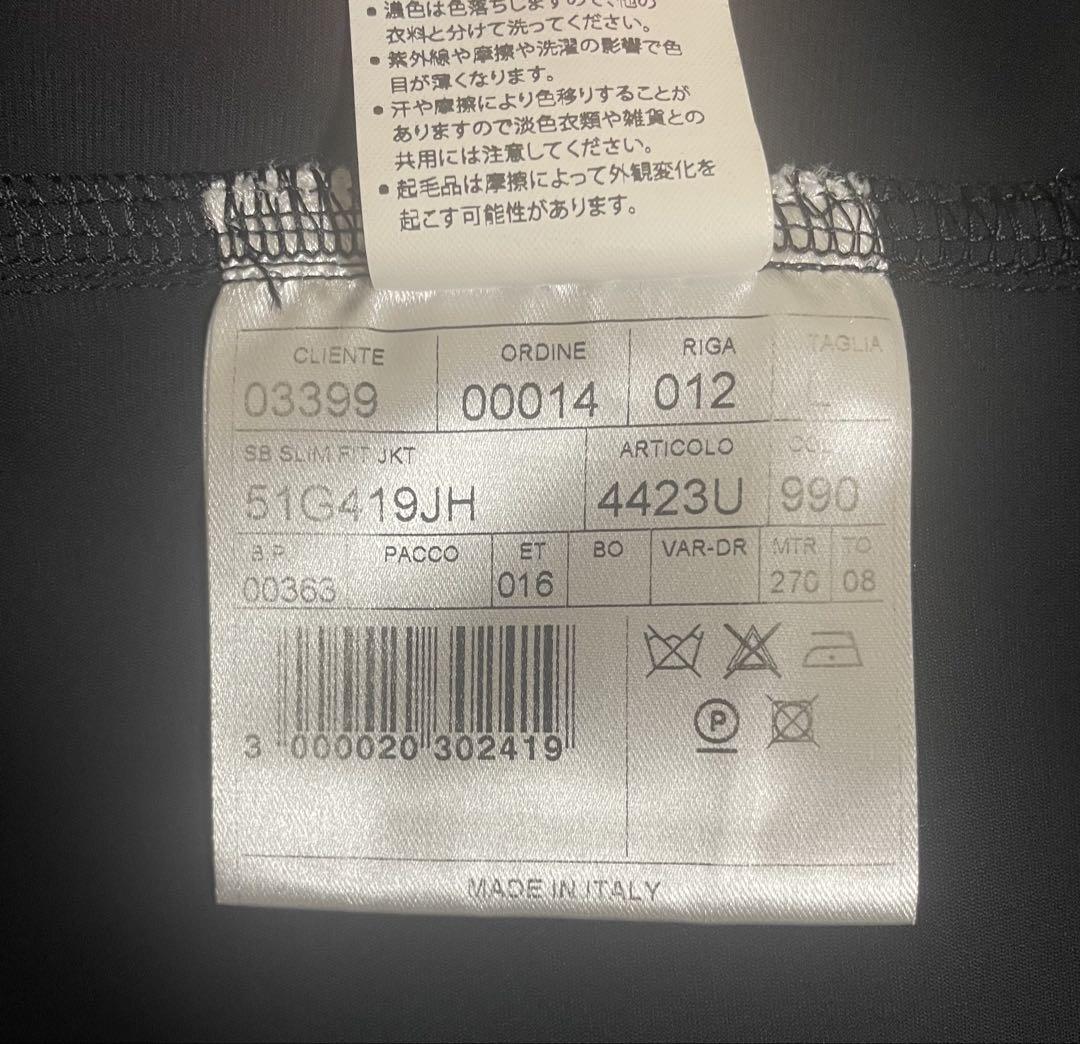 ● 濃色は色落ちしますので、他の
衣料と分けて洗ってください。
● 紫外線や摩擦や洗濯の影響で色
目が薄くなります。
● 汗や摩擦により色移りすることが
ありますので淡色衣類や雑貨との
共用には注意してください。
● 起毛品は摩擦によって外観変化を
起こす可能性があります。
CLIENTE ORDINE RIGA TAGLIA
03399 00014 012
SB SLIM FIT JKT ARTICOLO COL
51G419JH 4423U 990
B.P. PACCO ET BO VAR-DR MTR TO
00363 016 270 08
P
3 000020 302419
MADE IN ITALY